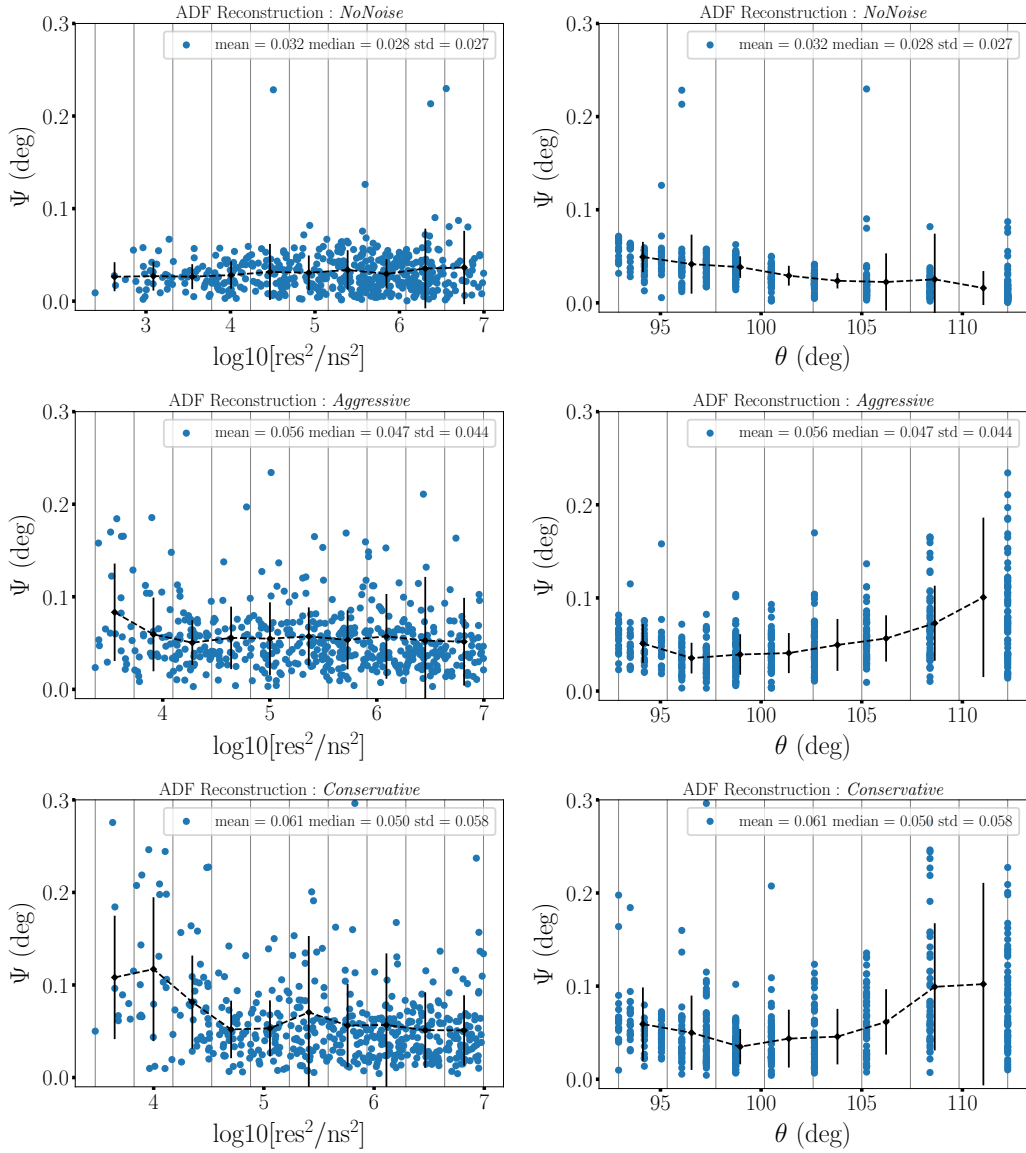 ADF Reconstruction : NoNoise
mean = 0.032 median = 0.028 std = 0.027
0.3
0.2
0.1
0.0
Ψ (deg)
3 4 5 6 7
log10[res²/ns²]
ADF Reconstruction : NoNoise
mean = 0.032 median = 0.028 std = 0.027
0.3
0.2
0.1
0.0
Ψ (deg)
95 100 105 110
θ (deg)
ADF Reconstruction : Aggressive
mean = 0.056 median = 0.047 std = 0.044
0.3
0.2
0.1
0.0
Ψ (deg)
4 5 6 7
log10[res²/ns²]
ADF Reconstruction : Aggressive
mean = 0.056 median = 0.047 std = 0.044
0.3
0.2
0.1
0.0
Ψ (deg)
95 100 105 110
θ (deg)
ADF Reconstruction : Conservative
mean = 0.061 median = 0.050 std = 0.058
0.3
0.2
0.1
0.0
Ψ (deg)
4 5 6 7
log10[res²/ns²]
ADF Reconstruction : Conservative
mean = 0.061 median = 0.050 std = 0.058
0.3
0.2
0.1
0.0
Ψ (deg)
95 100 105 110
θ (deg)